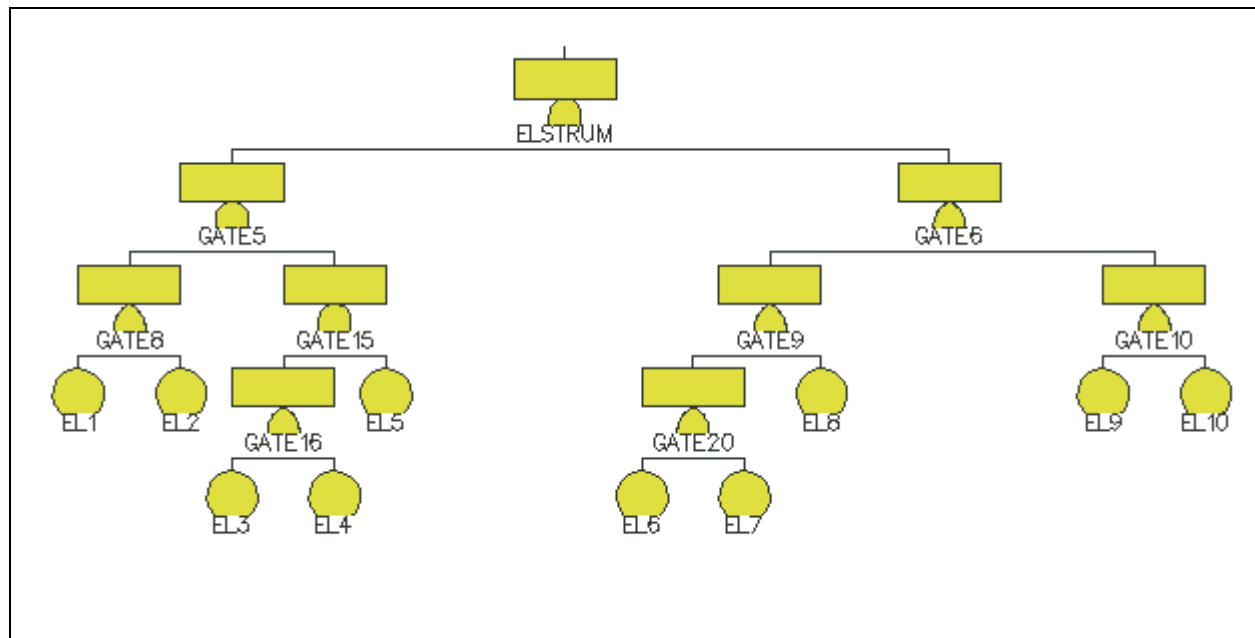 ELSTRUM
GATE5
GATE6
GATE8
GATE15
GATE9
GATE10
EL1
EL2
GATE16
EL5
GATE20
EL8
EL9
EL10
EL3
EL4
EL6
EL7